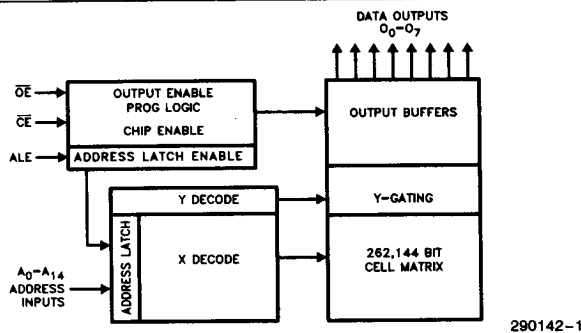 DATA OUTPUTS
O₀–O₇
OE
CE
ALE
OUTPUT ENABLE
PROG LOGIC
CHIP ENABLE
ADDRESS LATCH ENABLE
OUTPUT BUFFERS
Y DECODE
Y-GATING
ADDRESS LATCH
X DECODE
262,144 BIT
CELL MATRIX
A₀–A₁₄
ADDRESS
INPUTS
290142–1